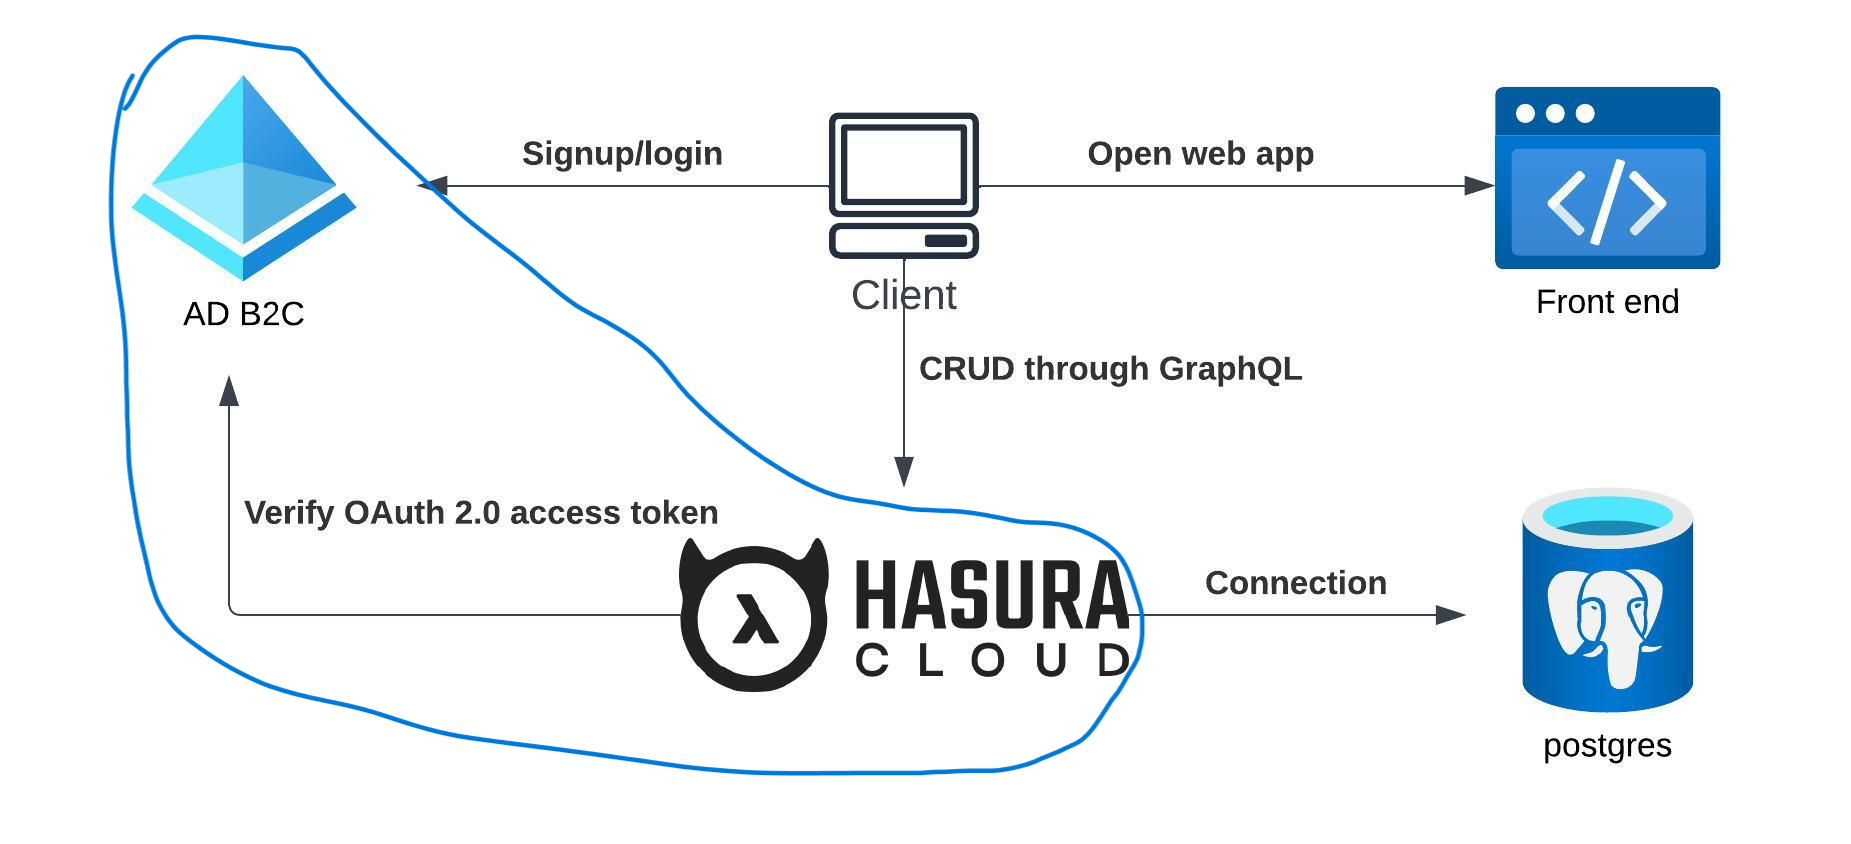 Signup/login
Open web app
AD B2C
Client
Front end
CRUD through GraphQL
Verify OAuth 2.0 access token
HASURA
CLOUD
Connection
postgres